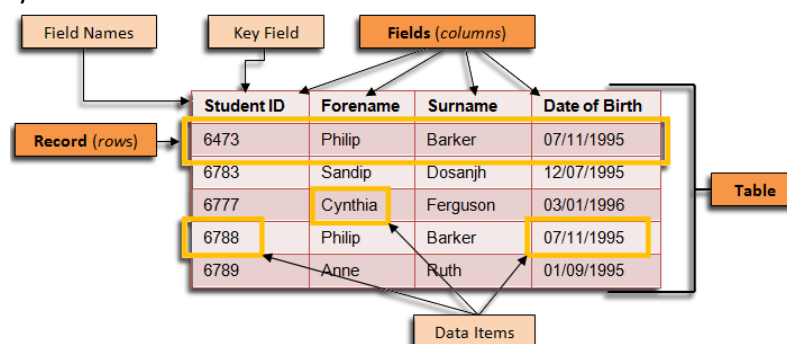 Field Names
Key Field
Fields (columns)
Student ID Forename Surname Date of Birth
Record (rows)
6473 Philip Barker 07/11/1995
6783 Sandip Dosanjh 12/07/1995
Table
6777 Cynthia Ferguson 03/01/1996
6788 Philip Barker 07/11/1995
6789 Anne Ruth 01/09/1995
Data Items